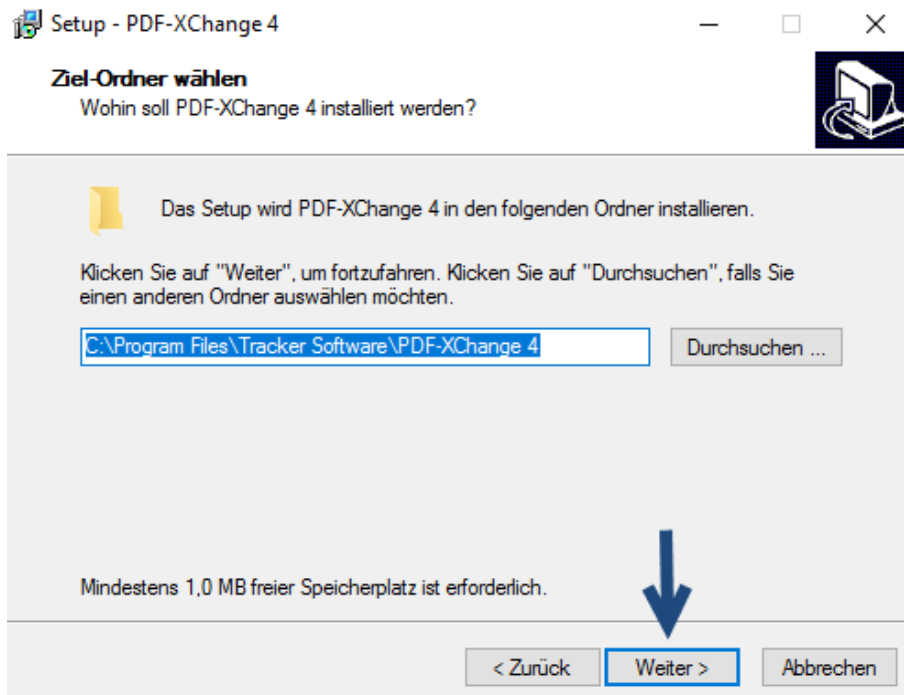 Setup - PDF-XChange 4
Ziel-Ordner wählen
Wohin soll PDF-XChange 4 installiert werden?
Das Setup wird PDF-XChange 4 in den folgenden Ordner installieren.
Klicken Sie auf "Weiter", um fortzufahren. Klicken Sie auf "Durchsuchen", falls Sie
einen anderen Ordner auswählen möchten.
C:\Program Files\Tracker Software\PDF-XChange 4
Durchsuchen ...
Mindestens 1,0 MB freier Speicherplatz ist erforderlich.
< Zurück
Weiter >
Abbrechen